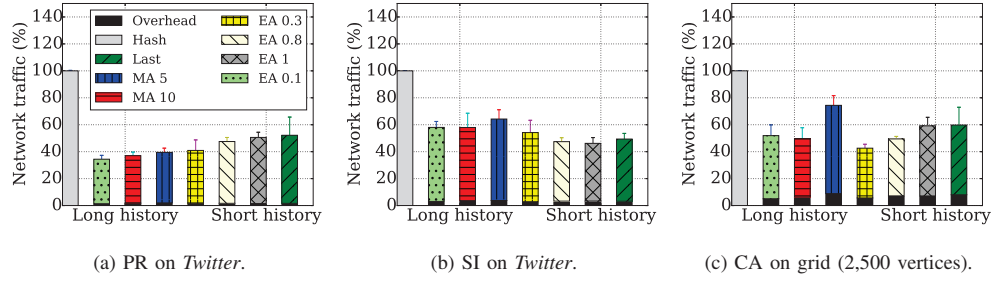 Network traffic (%)
140
120
100
80
60
40
20
0
Overhead
Hash
Last
MA 5
MA 10
EA 0.3
EA 0.8
EA 1
EA 0.1
Long history
Short history
(a) PR on Twitter.
Network traffic (%)
140
120
100
80
60
40
20
0
Long history
Short history
(b) SI on Twitter.
Network traffic (%)
140
120
100
80
60
40
20
0
Long history
Short history
(c) CA on grid (2,500 vertices).